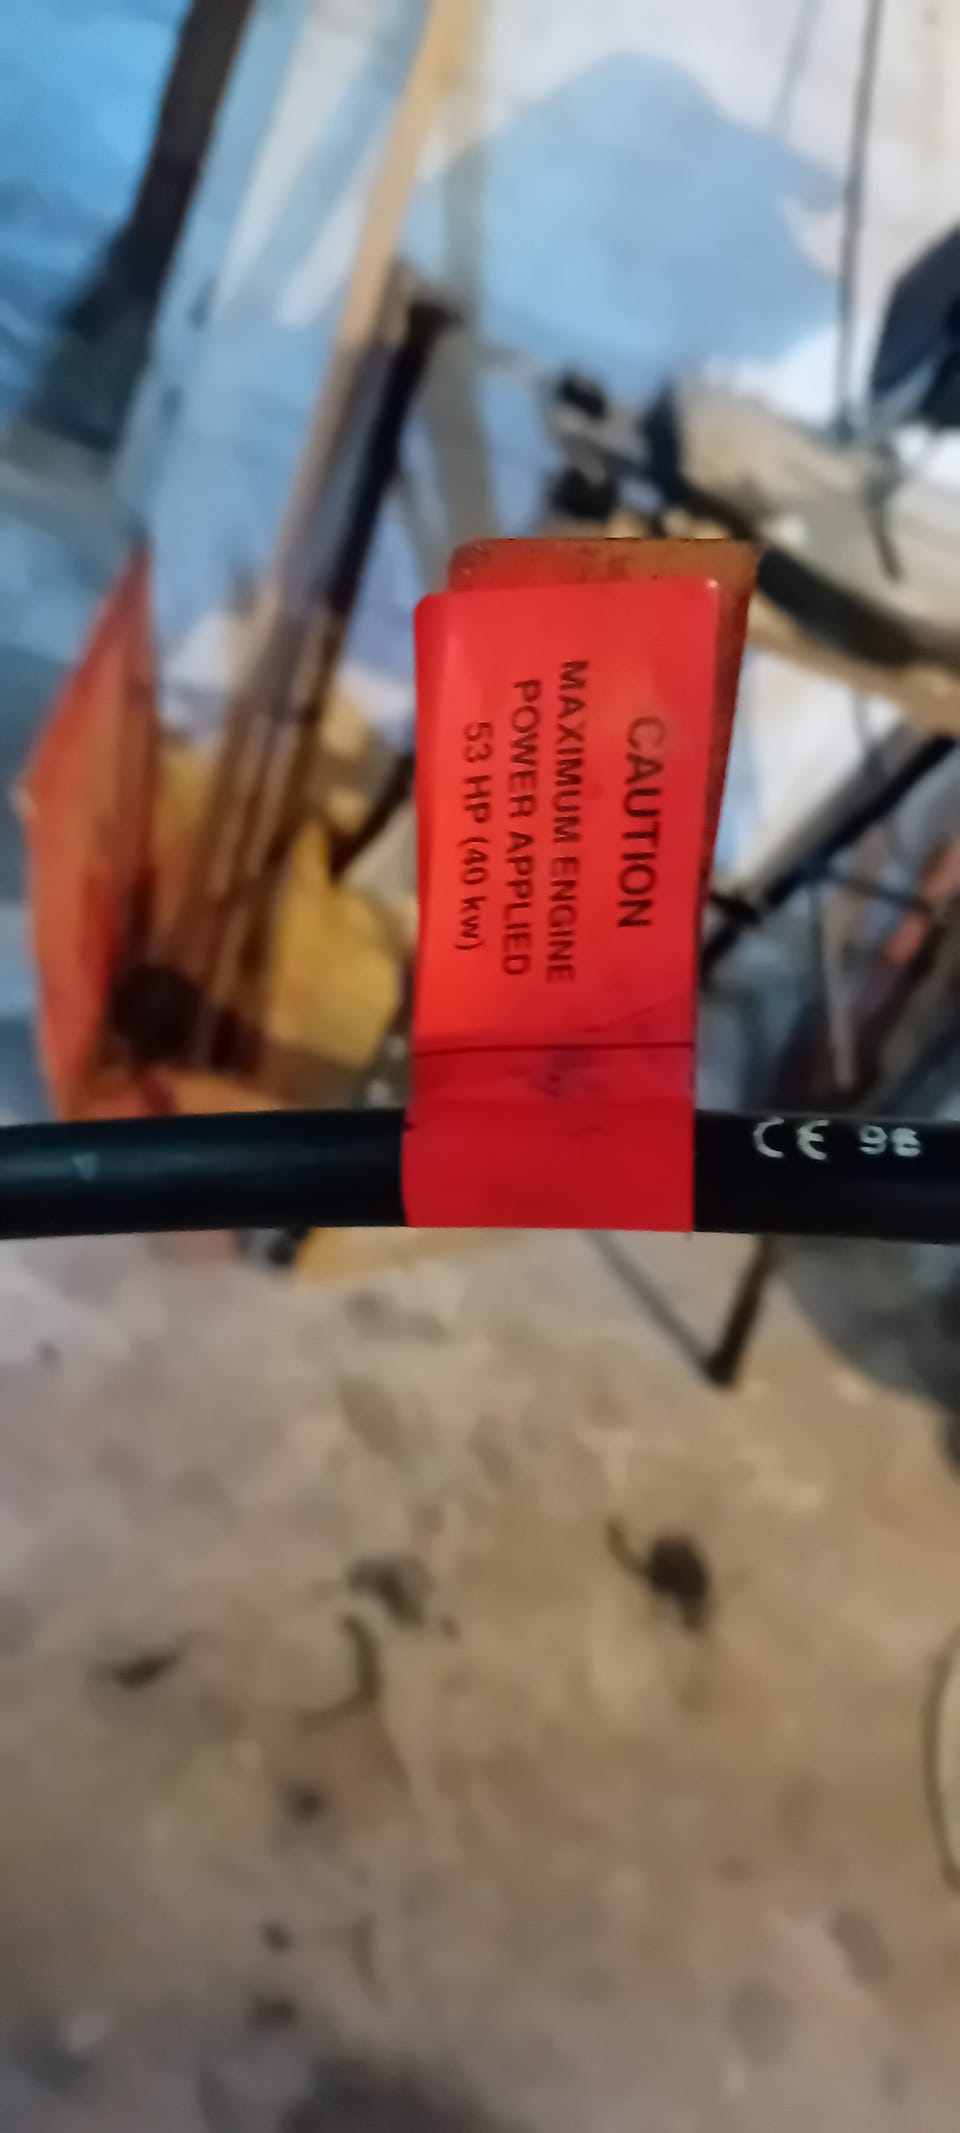 CAUTION
MAXIMUM ENGINE
POWER APPLIED
53 HP (40 kw)
CE 98